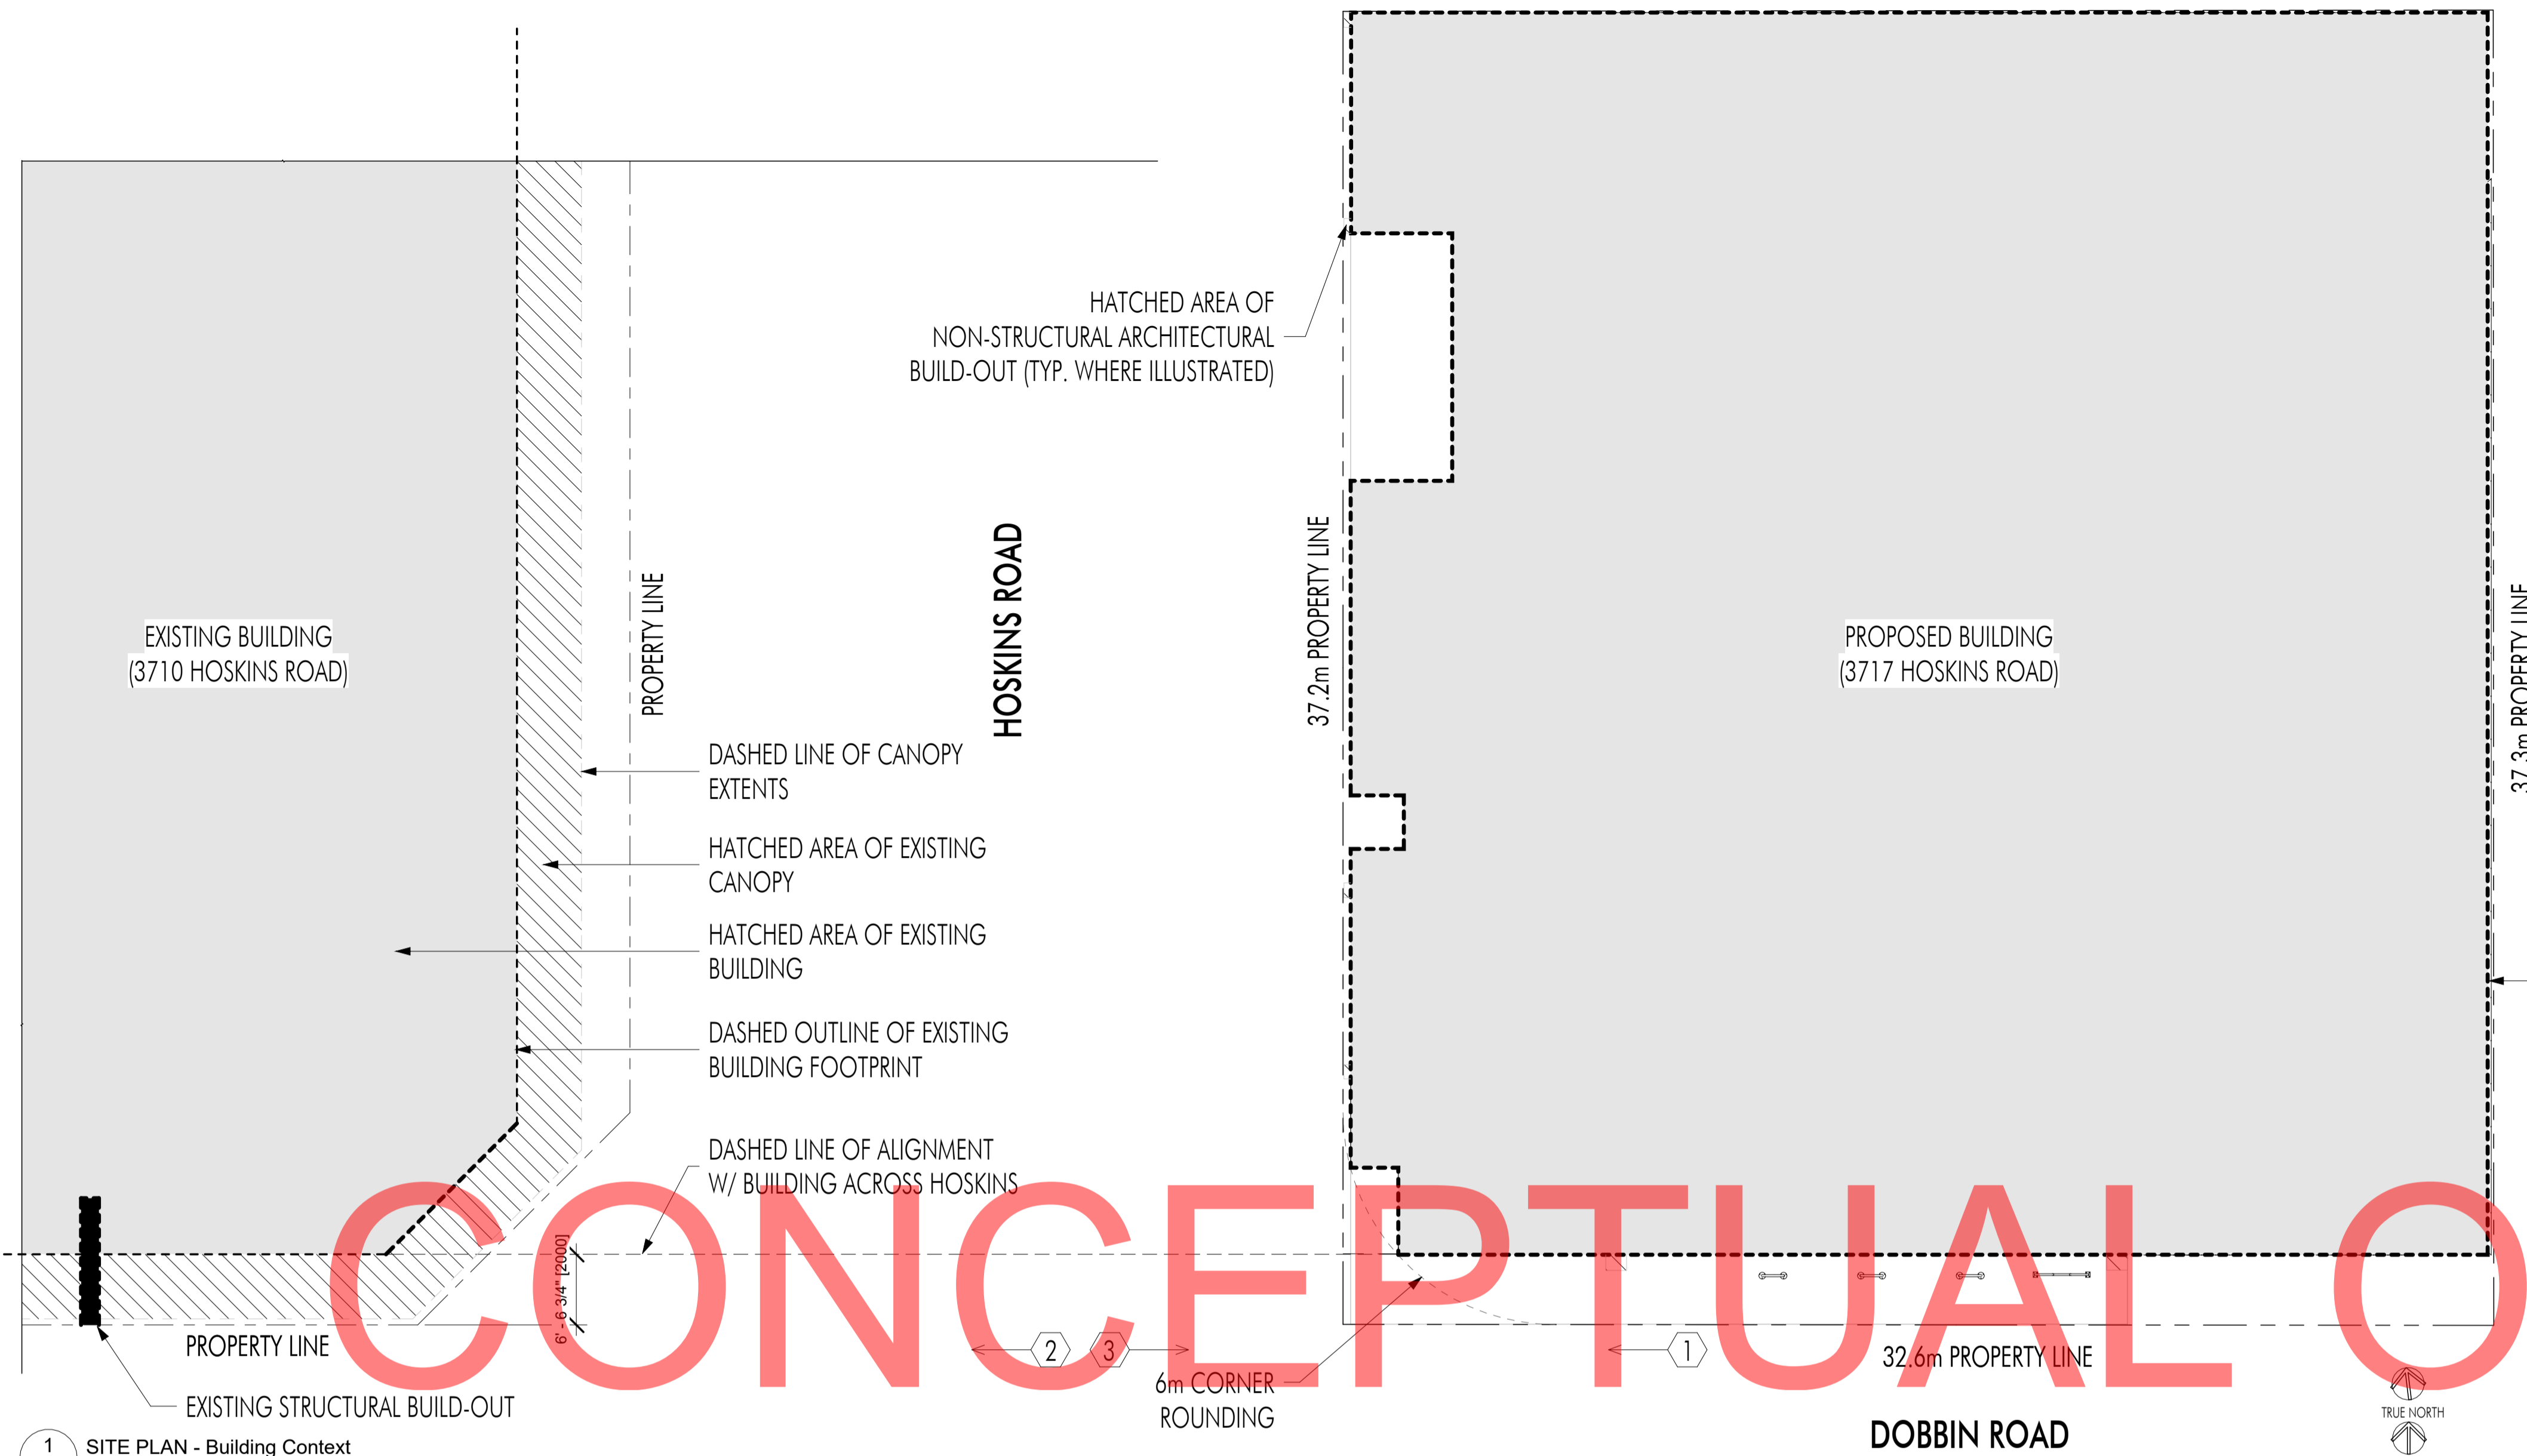 HATCHED AREA OF
NON-STRUCTURAL ARCHITECTURAL
BUILD-OUT (TYP. WHERE ILLUSTRATED)
HOSKINS ROAD
37.2m PROPERTY LINE
37.3m PROPERTY LINE
PROPERTY LINE
EXISTING BUILDING
(3710 HOSKINS ROAD)
PROPOSED BUILDING
(3717 HOSKINS ROAD)
DASHED LINE OF CANOPY
EXTENTS
HATCHED AREA OF EXISTING
CANOPY
HATCHED AREA OF EXISTING
BUILDING
DASHED OUTLINE OF EXISTING
BUILDING FOOTPRINT
DASHED LINE OF ALIGNMENT
W/ BUILDING ACROSS HOSKINS
CONCEPTUAL O
6' - 6 3/4" [2000]
PROPERTY LINE
2
3
1
32.6m PROPERTY LINE
6m CORNER
ROUNDING
EXISTING STRUCTURAL BUILD-OUT
TRUE NORTH
DOBBIN ROAD
1
SITE PLAN - Building Context